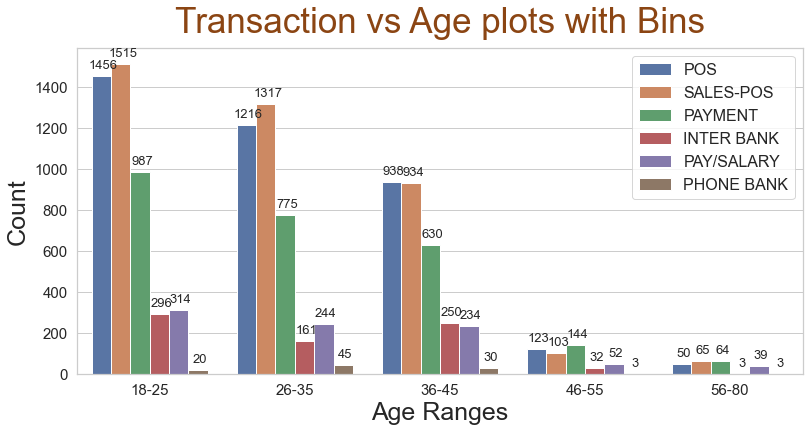 Transaction vs Age plots with Bins
Count
1400
1200
1000
800
600
400
200
0
1456 1515 987 296 314 20
1216 1317 775 161 244 45
938 934 630 250 234 30
123 103 144 32 52 3
50 65 64 3 39 3
POS
SALES-POS
PAYMENT
INTER BANK
PAY/SALARY
PHONE BANK
18-25 26-35 36-45 46-55 56-80
Age Ranges